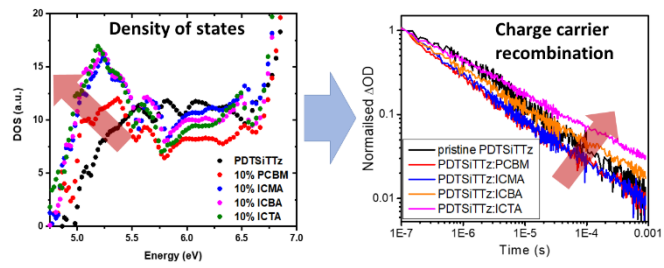 Density of states
20
15
10
5
0
DOS (a.u.)
5.0
5.5
6.0
6.5
7.0
Energy (eV)
PDTSiTTz
10% PCBM
10% ICMA
10% ICBA
10% ICTA
Charge carrier
recombination
1
0.1
0.01
Normalised ΔOD
pristine PDTSiTTz
PDTSiTTz:PCBM
PDTSiTTz:ICMA
PDTSiTTz:ICBA
PDTSiTTz:ICTA
1E-7
1E-6
1E-5
1E-4
0.001
Time (s)